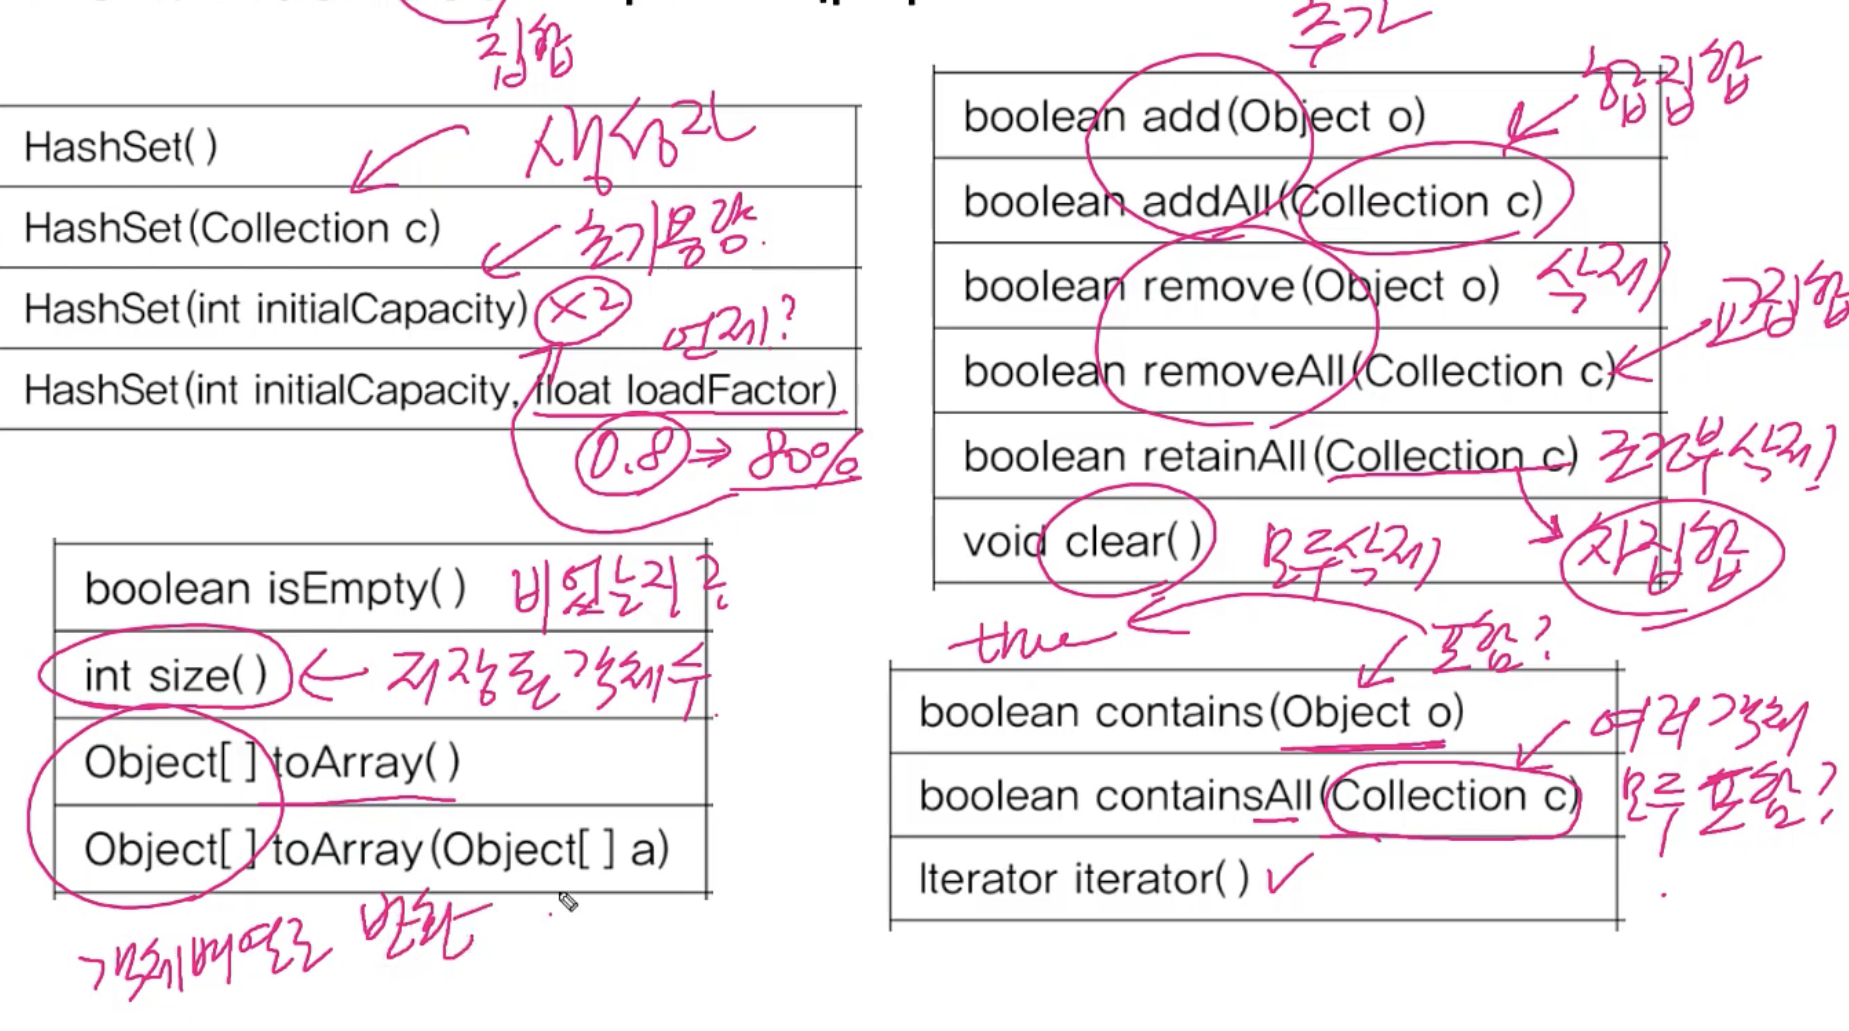 집합
HashSet()
생성자
HashSet(Collection c)
초기용량
HashSet(int initialCapacity) ×2
언제?
HashSet(int initialCapacity, float loadFactor)
0.8 → 80%
boolean isEmpty() 비었는지?
int size() ← 저장된 객체수
Object[ ] toArray()
Object[ ] toArray(Object[ ] a)
객체배열로 반환
추가
합집합
boolean add(Object o)
boolean addAll(Collection c)
boolean remove(Object o) 삭제
교집합
boolean removeAll(Collection c)
boolean retainAll(Collection c) 조건부삭제
void clear() 모두삭제
차집합
true
포함?
boolean contains(Object o)
여러객체
boolean containsAll(Collection c)
모두 포함?
Iterator iterator()